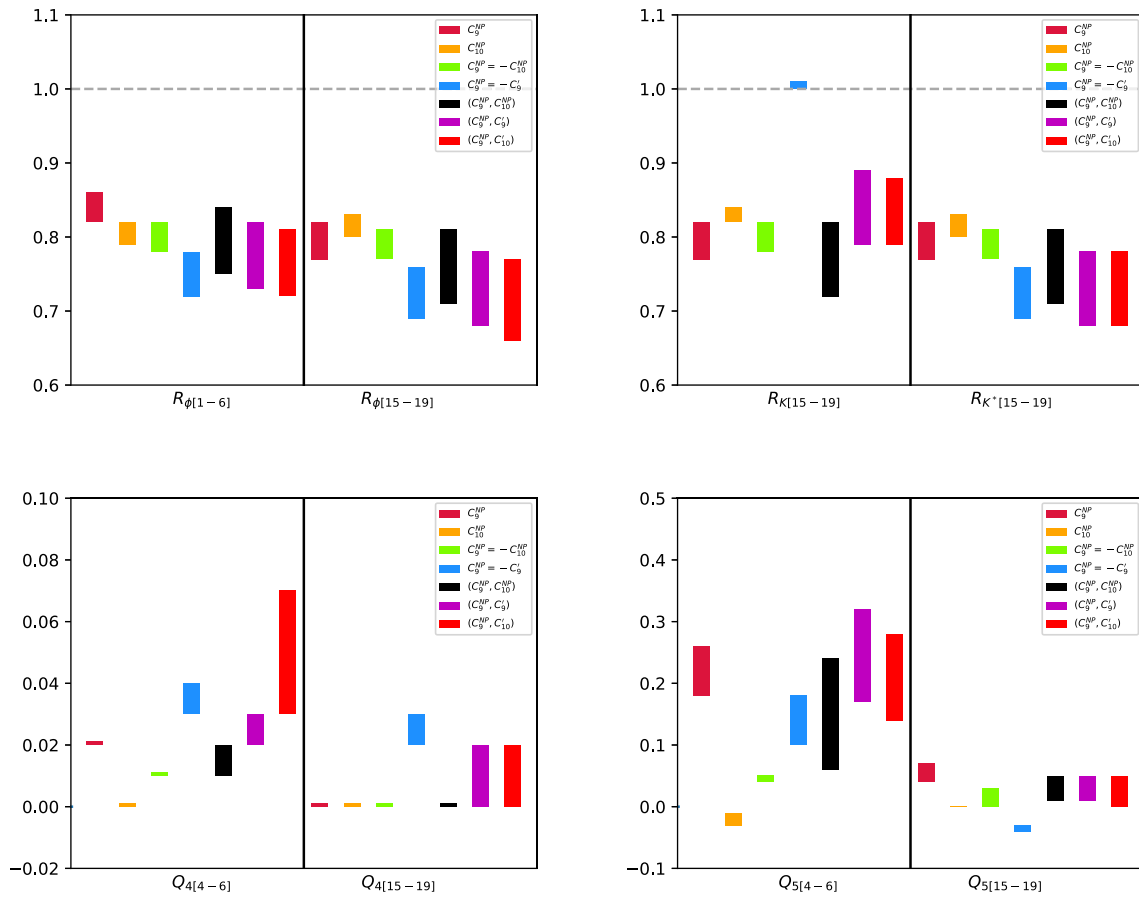 1.1
1.0
0.9
0.8
0.7
0.6
C_9^{NP}
C_{10}^{NP}
C_9^{NP} = −C_{10}^{NP}
C_9^{NP} = −C_9'
(C_9^{NP}, C_{10}^{NP})
(C_9^{NP}, C_9')
(C_9^{NP}, C_{10}')
R_{ϕ[1−6]} R_{ϕ[15−19]}
1.1
1.0
0.9
0.8
0.7
0.6
C_9^{NP}
C_{10}^{NP}
C_9^{NP} = −C_{10}^{NP}
C_9^{NP} = −C_9'
(C_9^{NP}, C_{10}^{NP})
(C_9^{NP}, C_9')
(C_9^{NP}, C_{10}')
R_{K[15−19]} R_{K^*[15−19]}
0.10
0.08
0.06
0.04
0.02
0.00
−0.02
C_9^{NP}
C_{10}^{NP}
C_9^{NP} = −C_{10}^{NP}
C_9^{NP} = −C_9'
(C_9^{NP}, C_{10}^{NP})
(C_9^{NP}, C_9')
(C_9^{NP}, C_{10}')
Q_{4[4−6]} Q_{4[15−19]}
0.5
0.4
0.3
0.2
0.1
0.0
−0.1
C_9^{NP}
C_{10}^{NP}
C_9^{NP} = −C_{10}^{NP}
C_9^{NP} = −C_9'
(C_9^{NP}, C_{10}^{NP})
(C_9^{NP}, C_9')
(C_9^{NP}, C_{10}')
Q_{5[4−6]} Q_{5[15−19]}